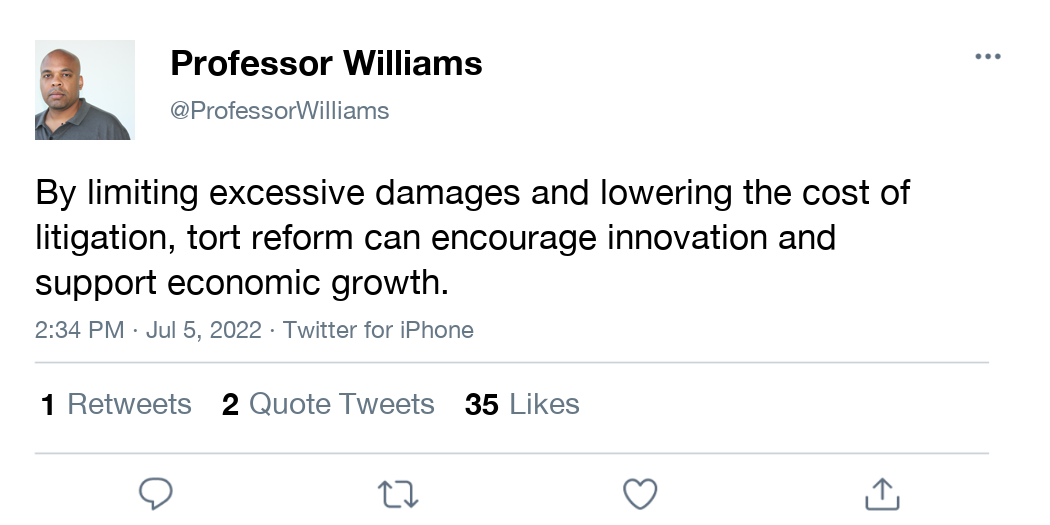 Professor Williams
@ProfessorWilliams
By limiting excessive damages and lowering the cost of
litigation, tort reform can encourage innovation and
support economic growth.
2:34 PM · Jul 5, 2022 · Twitter for iPhone
1 Retweets 2 Quote Tweets 35 Likes